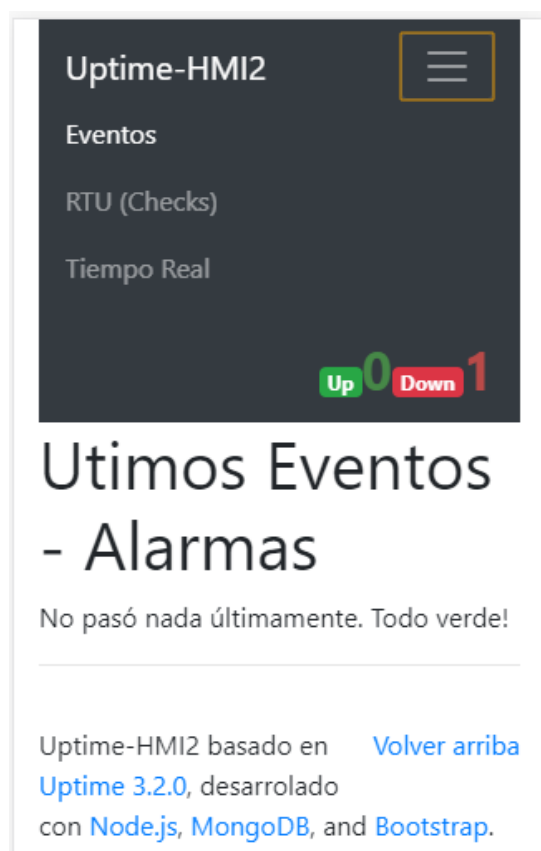 Uptime-HMI2
Eventos
RTU (Checks)
Tiempo Real
Up 0 Down 1
Utimos Eventos
- Alarmas
No pasó nada últimamente. Todo verde!
Uptime-HMI2 basado en Volver arriba
Uptime 3.2.0, desarrolado
con Node.js, MongoDB, and Bootstrap.